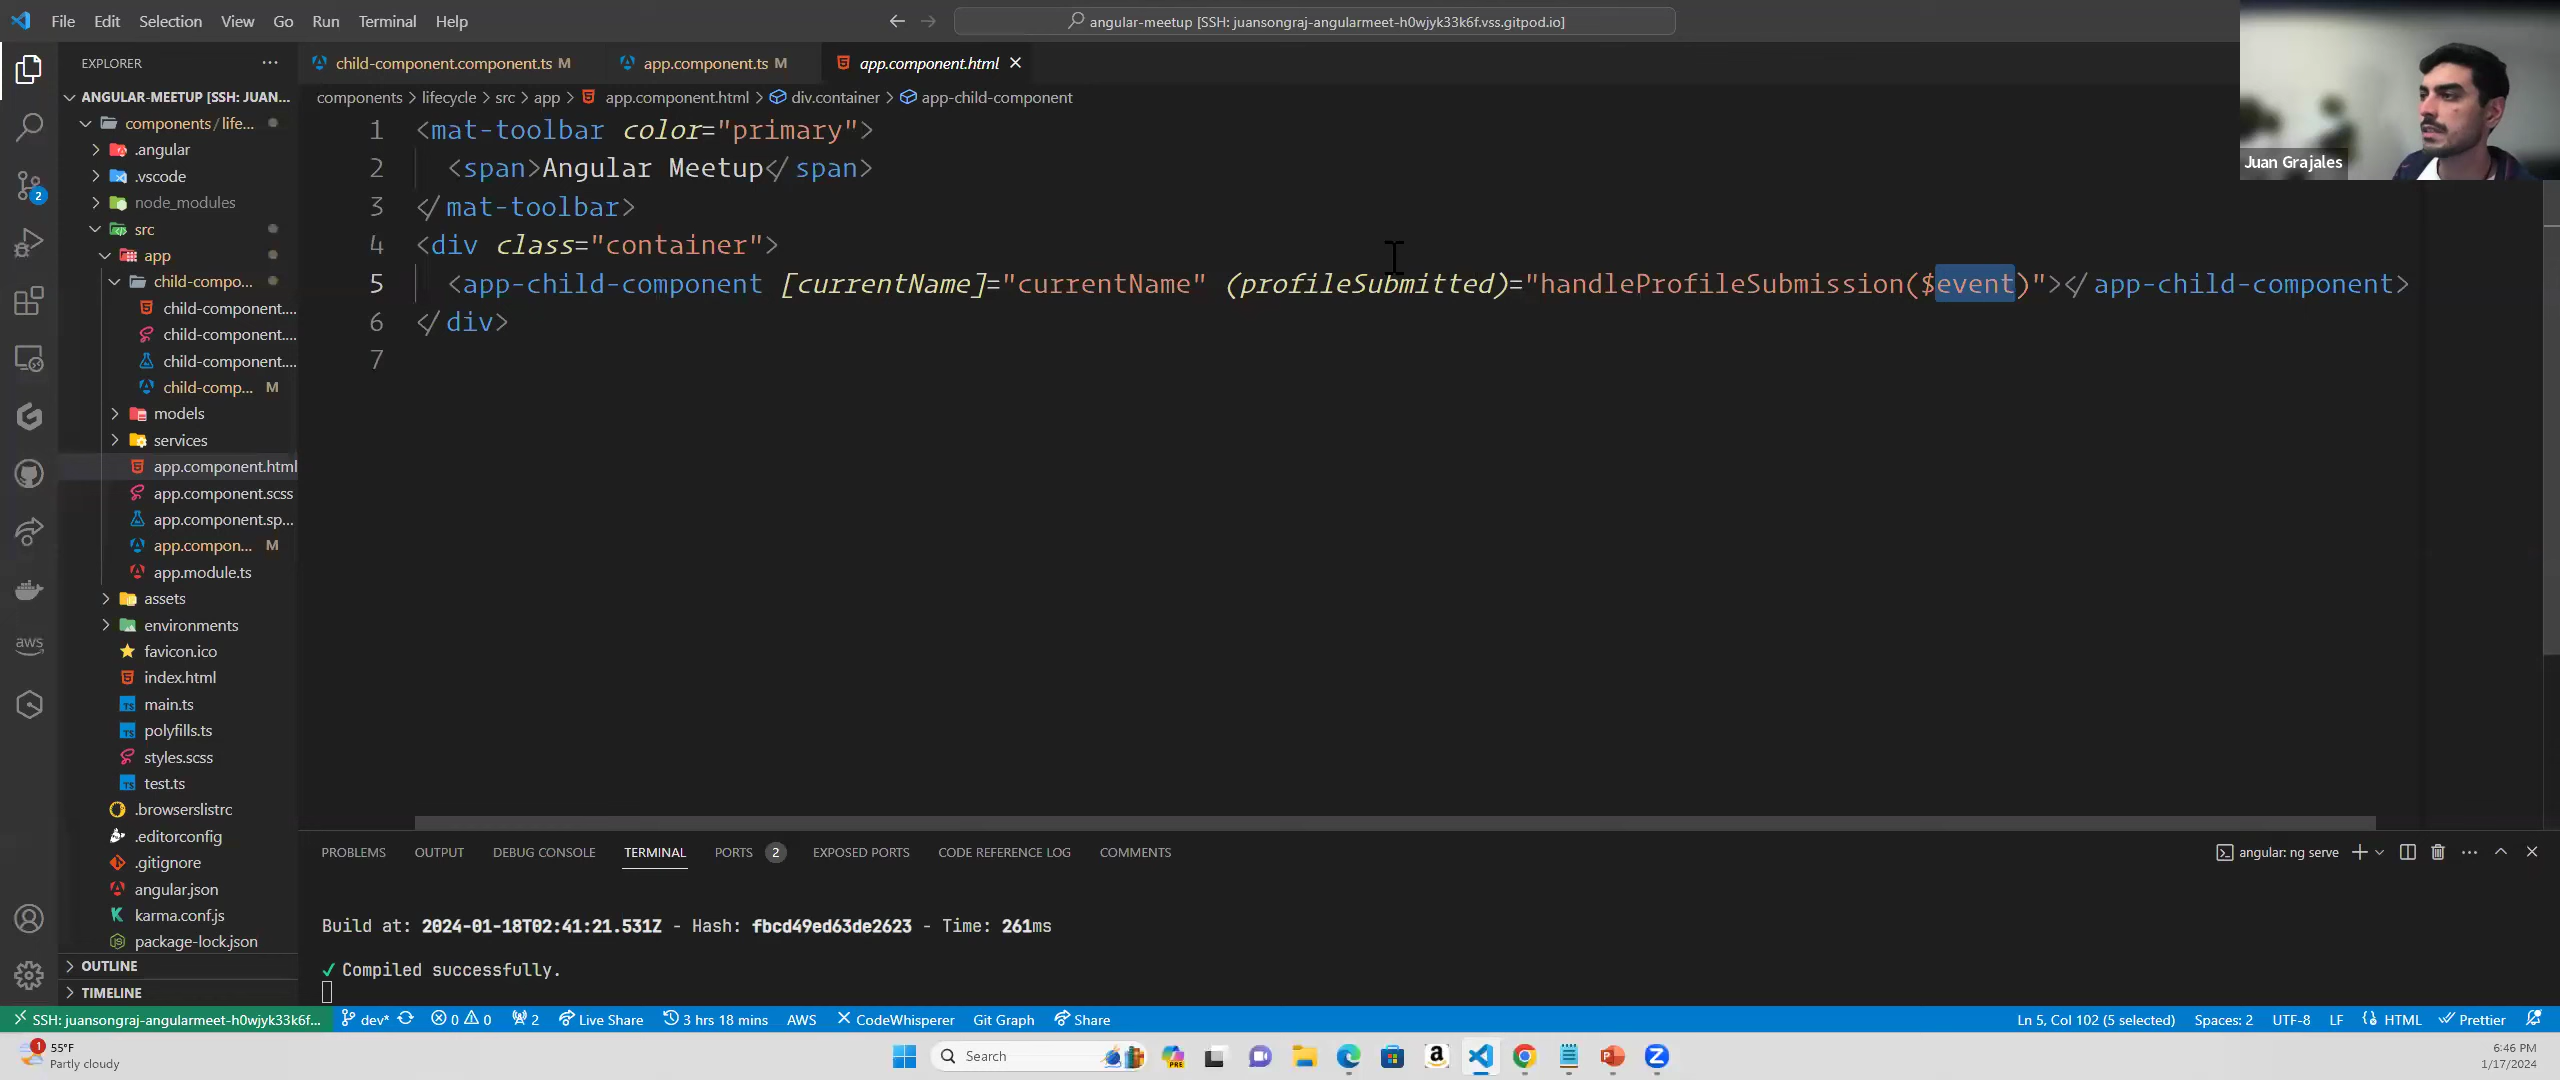 File Edit Selection View Go Run Terminal Help
angular-meetup [SSH: juansongraj-angularmeet-h0wjyk33k6f.vss.gitpod.io]
EXPLORER
ANGULAR-MEETUP [SSH: JUAN...
components / life...
.angular
.vscode
node_modules
src
app
child-compo...
child-component....
child-component....
child-component....
child-comp... M
models
services
app.component.html
app.component.scss
app.component.sp...
app.compon... M
app.module.ts
assets
environments
favicon.ico
index.html
main.ts
polyfills.ts
styles.scss
test.ts
.browserslistrc
.editorconfig
.gitignore
angular.json
karma.conf.js
package-lock.json
OUTLINE
TIMELINE
2
child-component.component.ts M
app.component.ts M
app.component.html
components > lifecycle > src > app > app.component.html > div.container > app-child-component
1 <mat-toolbar color="primary">
2 <span>Angular Meetup</span>
3 </mat-toolbar>
4 <div class="container">
5 <app-child-component [currentName]="currentName" (profileSubmitted)="handleProfileSubmission($event)"></app-child-component>
6 </div>
7
Juan Grajales
PROBLEMS OUTPUT DEBUG CONSOLE TERMINAL PORTS 2 EXPOSED PORTS CODE REFERENCE LOG COMMENTS
angular: ng serve
Build at: 2024-01-18T02:41:21.531Z - Hash: fbcd49ed63de2623 - Time: 261ms
✓ Compiled successfully.
aws
SSH: juansongraj-angularmeet-h0wjyk33k6f... dev* 0 0 2 Live Share 3 hrs 18 mins AWS CodeWhisperer Git Graph Share
Ln 5, Col 102 (5 selected) Spaces: 2 UTF-8 LF HTML Prettier
1
55°F
Partly cloudy
Search
PRE
6:46 PM
1/17/2024